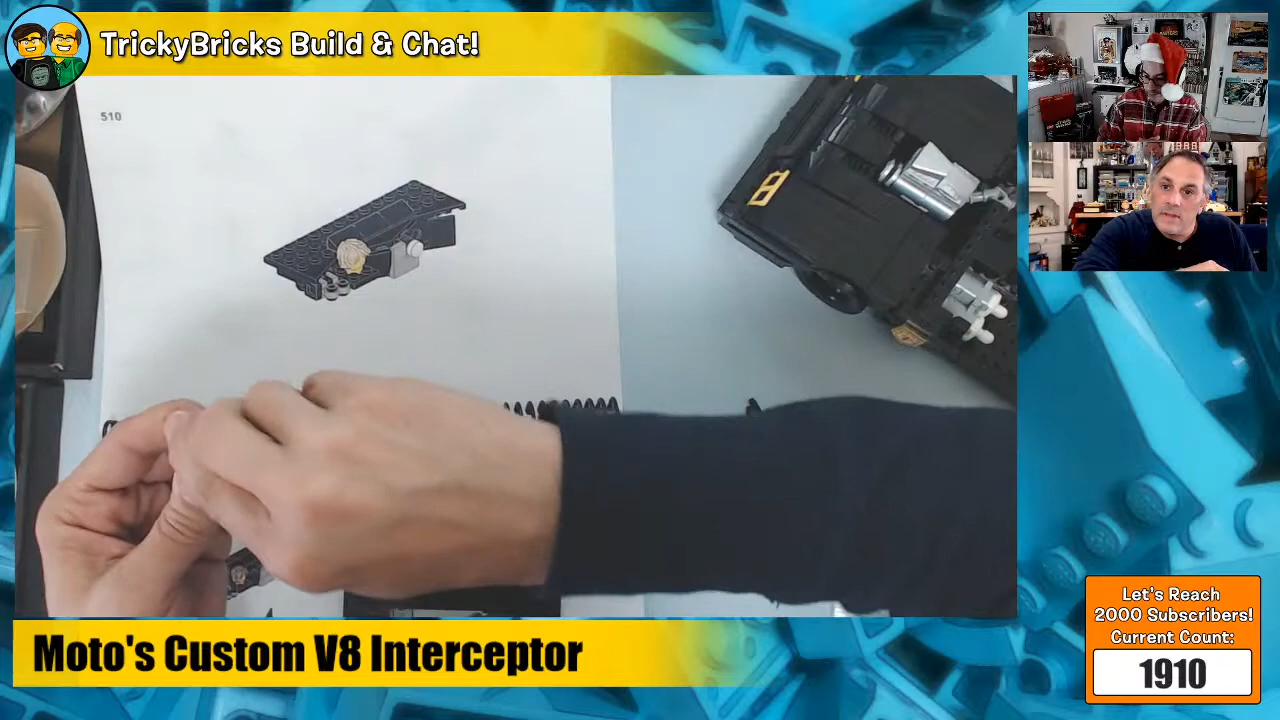 TrickyBricks Build & Chat!
510
Moto's Custom V8 Interceptor
Let's Reach
2000 Subscribers!
Current Count:
1910